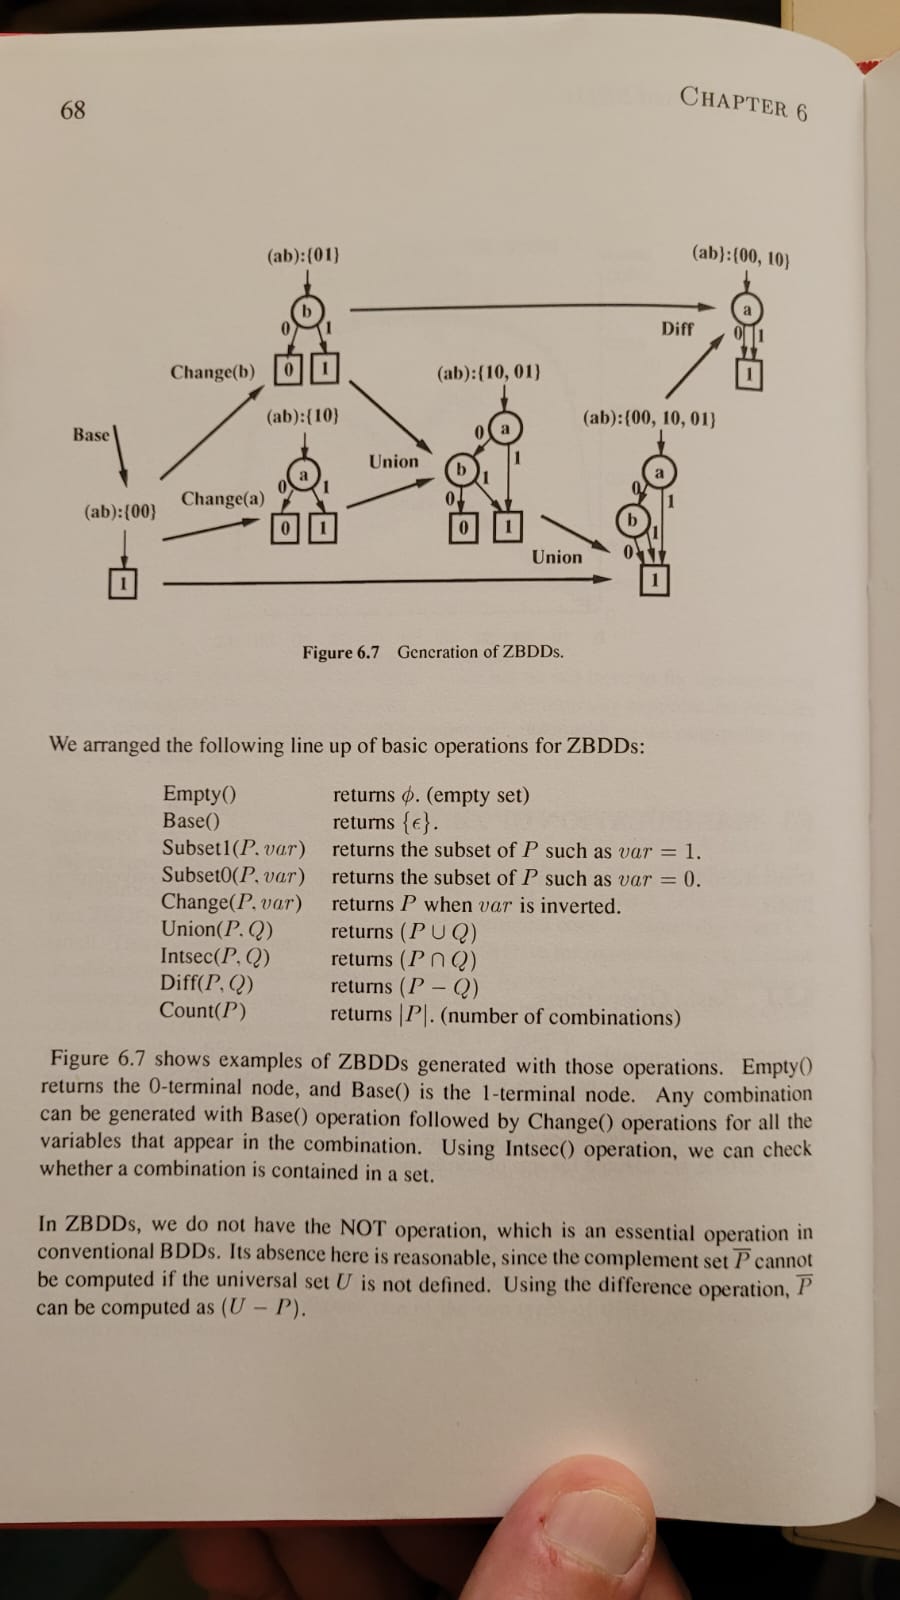 68
CHAPTER 6
(ab):{01}
(ab}:{00, 10}
b
a
0 1
Diff
0 1
Change(b)
0 1
(ab):{10, 01}
1
(ab):{10}
(ab):{00, 10, 01}
Base
a
0 a
Union
b 1 1
a
0 1
(ab):{00}
Change(a)
0 1
0
0 1
b 1
Union
0
1
1
Figure 6.7 Generation of ZBDDs.
We arranged the following line up of basic operations for ZBDDs:
Empty() returns ϕ. (empty set)
Base() returns {ϵ}.
Subset1(P, var) returns the subset of P such as var = 1.
Subset0(P, var) returns the subset of P such as var = 0.
Change(P, var) returns P when var is inverted.
Union(P, Q) returns (P ∪ Q)
Intsec(P, Q) returns (P ∩ Q)
Diff(P, Q) returns (P − Q)
Count(P) returns |P|. (number of combinations)
Figure 6.7 shows examples of ZBDDs generated with those operations. Empty()
returns the 0-terminal node, and Base() is the 1-terminal node. Any combination
can be generated with Base() operation followed by Change() operations for all the
variables that appear in the combination. Using Intsec() operation, we can check
whether a combination is contained in a set.
In ZBDDs, we do not have the NOT operation, which is an essential operation in
conventional BDDs. Its absence here is reasonable, since the complement set P̅ cannot
be computed if the universal set U is not defined. Using the difference operation, P̅
can be computed as (U − P).